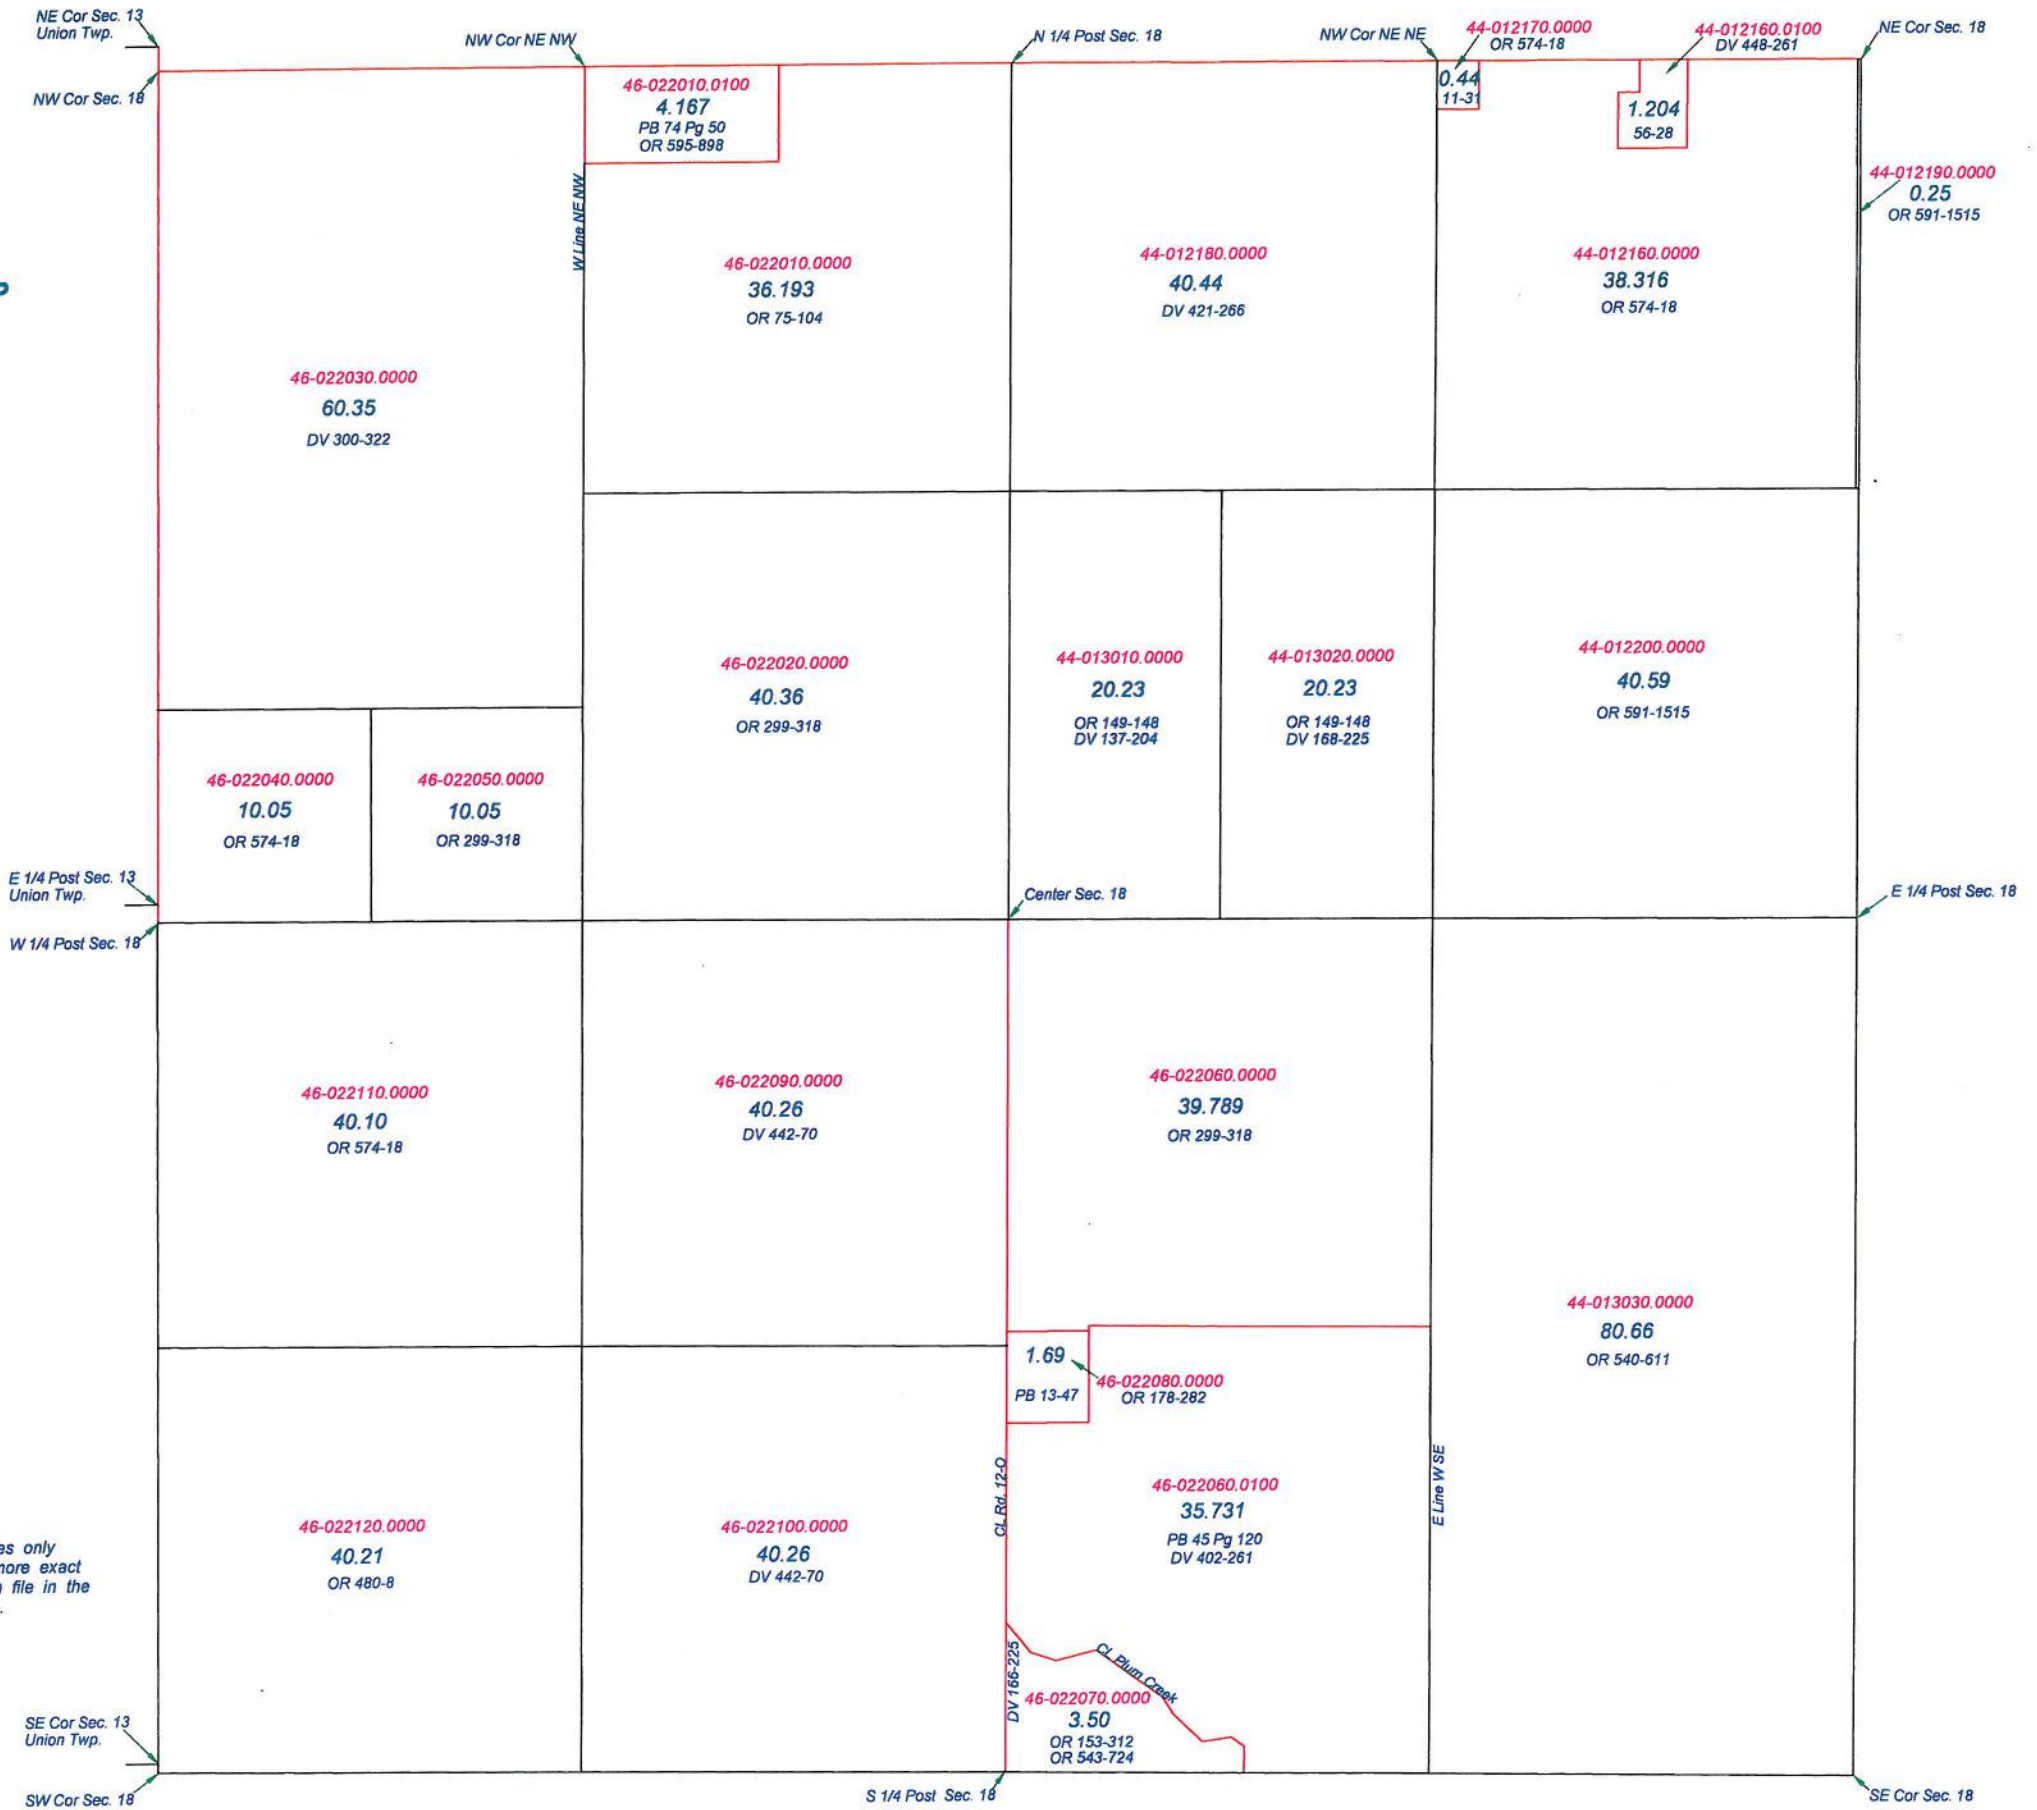 NE Cor Sec. 13
Union Twp.
NW Cor Sec. 18
NW Cor NE NW
N 1/4 Post Sec. 18
NW Cor NE NE
44-012170.0000
OR 574-18
44-012160.0100
DV 448-261
NE Cor Sec. 18
46-022010.0100
4.167
PB 74 Pg 50
OR 595-898
0.44
11-31
1.204
56-28
44-012190.0000
0.25
OR 591-1515
W Line NE NW
46-022010.0000
36.193
OR 75-104
44-012180.0000
40.44
DV 421-266
44-012160.0000
38.316
OR 574-18
46-022030.0000
60.35
DV 300-322
46-022020.0000
40.36
OR 299-318
44-013010.0000
20.23
OR 149-148
DV 137-204
44-013020.0000
20.23
OR 149-148
DV 168-225
44-012200.0000
40.59
OR 591-1515
46-022040.0000
10.05
OR 574-18
46-022050.0000
10.05
OR 299-318
E 1/4 Post Sec. 13
Union Twp.
W 1/4 Post Sec. 18
Center Sec. 18
E 1/4 Post Sec. 18
46-022110.0000
40.10
OR 574-18
46-022090.0000
40.26
DV 442-70
46-022060.0000
39.789
OR 299-318
44-013030.0000
80.66
OR 540-611
1.69
PB 13-47
46-022080.0000
OR 178-282
CL Rd. 12-O
E Line W SE
46-022060.0100
35.731
PB 45 Pg 120
DV 402-261
46-022120.0000
40.21
OR 480-8
46-022100.0000
40.26
DV 442-70
es only
more exact
file in the
CL Plum Creek
DV 166-225
46-022070.0000
3.50
OR 153-312
OR 543-724
SE Cor Sec. 13
Union Twp.
SW Cor Sec. 18
S 1/4 Post Sec. 18
SE Cor Sec. 18